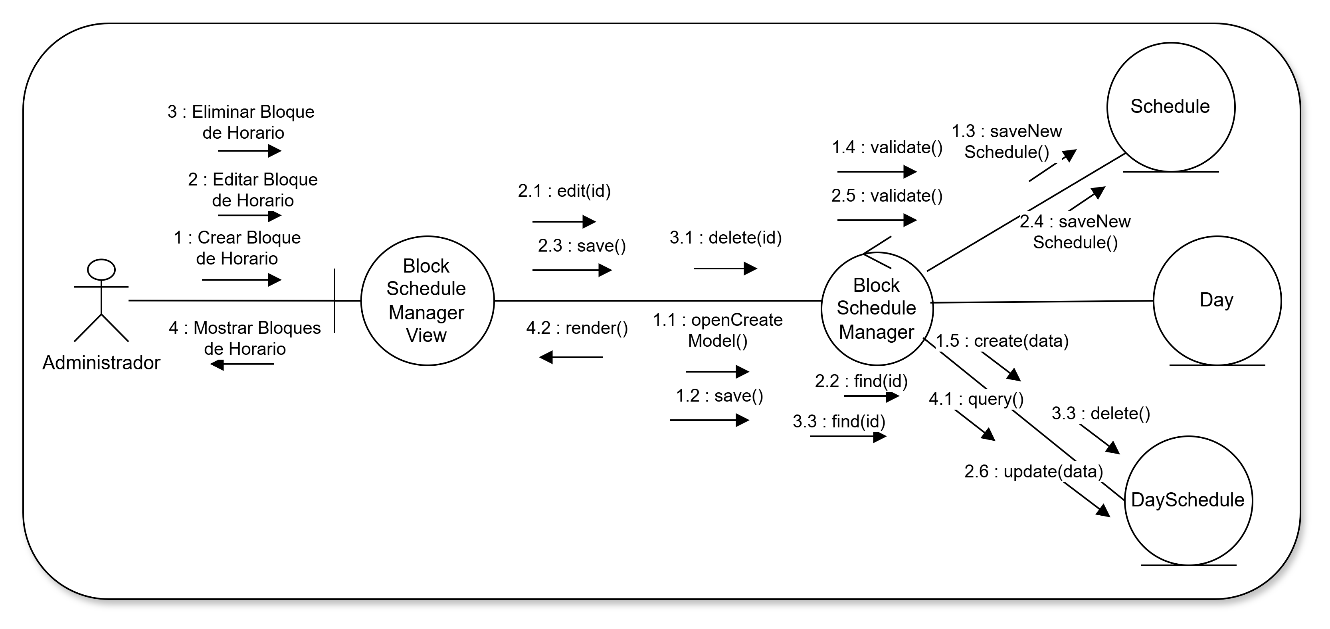 3 : Eliminar Bloque
de Horario
2 : Editar Bloque
de Horario
1 : Crear Bloque
de Horario
Administrador
4 : Mostrar Bloques
de Horario
Block
Schedule
Manager
View
2.1 : edit(id)
2.3 : save()
3.1 : delete(id)
4.2 : render()
1.1 : openCreate
Model()
1.2 : save()
1.4 : validate()
2.5 : validate()
Block
Schedule
Manager
2.2 : find(id)
3.3 : find(id)
1.3 : saveNew
Schedule()
2.4 : saveNew
Schedule()
Schedule
Day
1.5 : create(data)
4.1 : query()
3.3 : delete()
2.6 : update(data)
DaySchedule